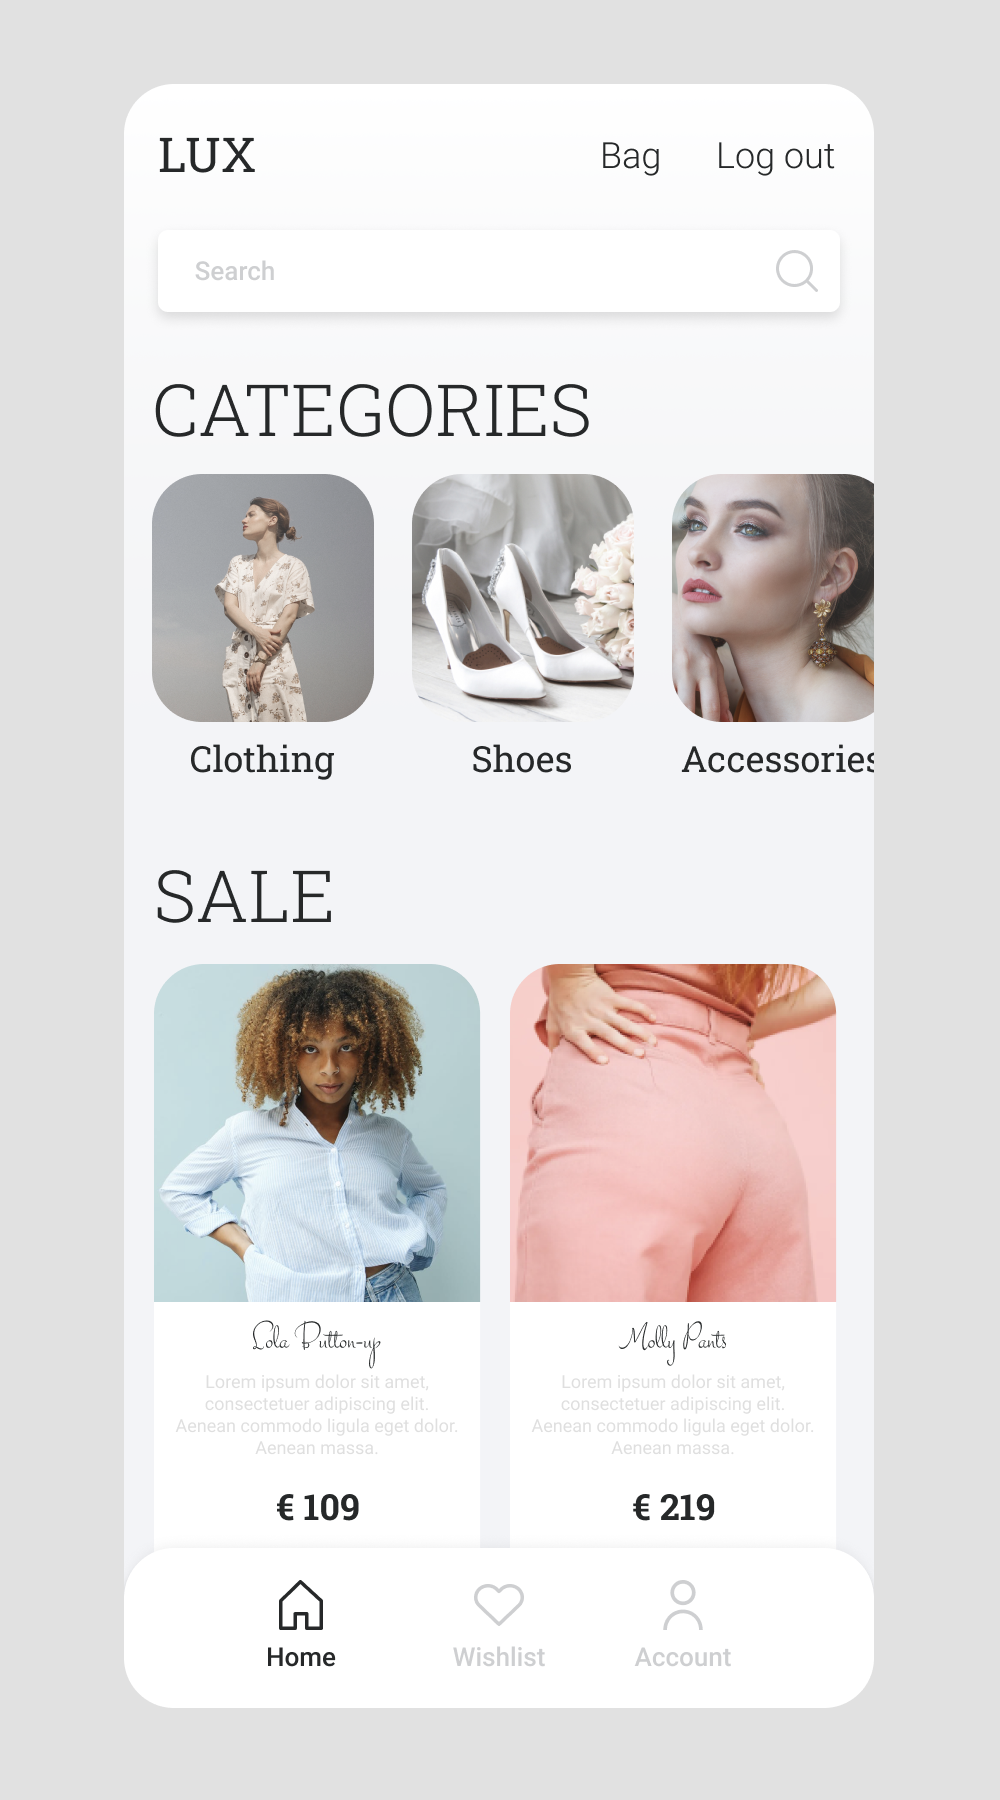 LUX
Bag
Log out
Search
CATEGORIES
Clothing
Shoes
Accessories
SALE
Lola Button-up
Lorem ipsum dolor sit amet,
consectetuer adipiscing elit.
Aenean commodo ligula eget dolor.
Aenean massa.
€ 109
Molly Pants
Lorem ipsum dolor sit amet,
consectetuer adipiscing elit.
Aenean commodo ligula eget dolor.
Aenean massa.
€ 219
Home
Wishlist
Account